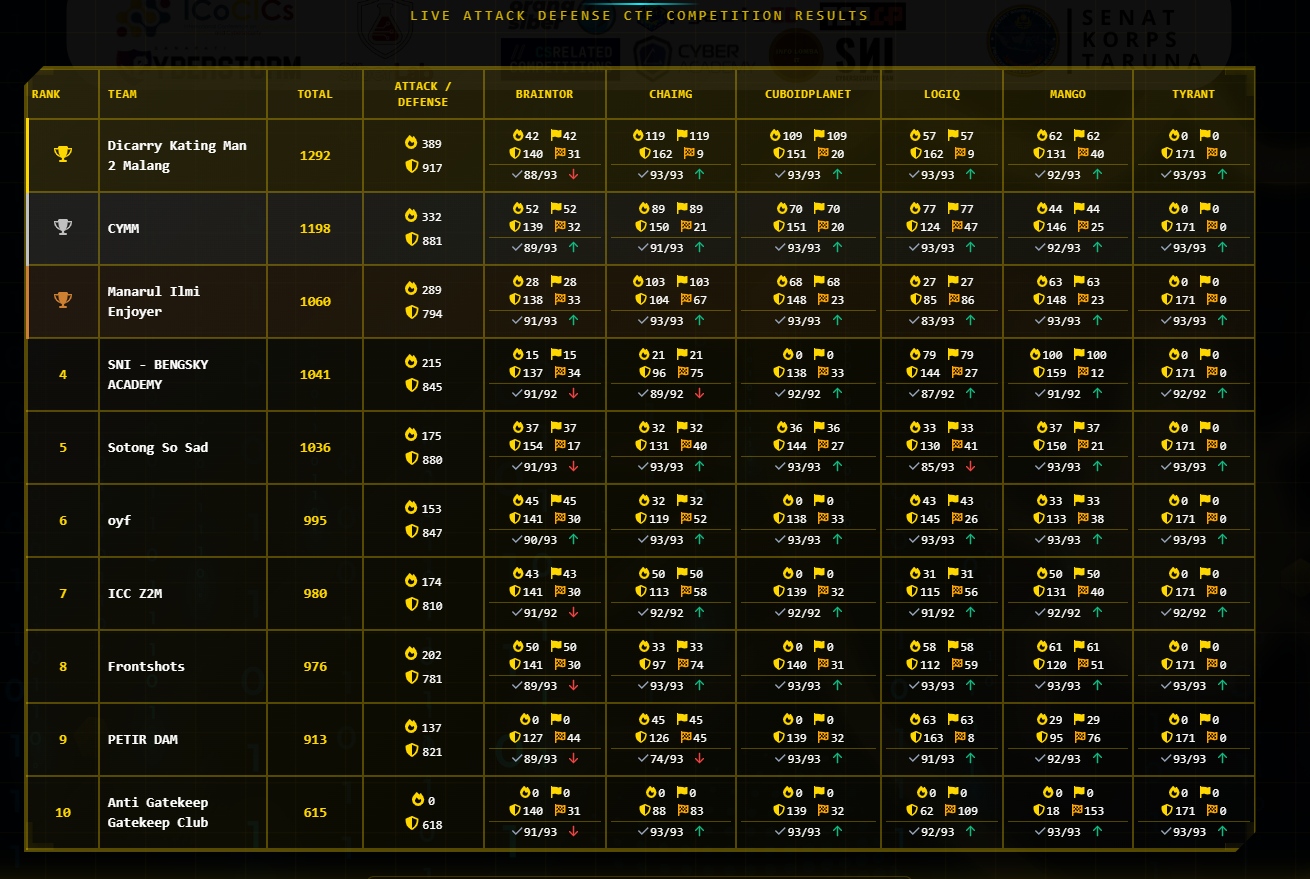 ICoDiCs
LIVE ATTACK DEFENSE CTF COMPETITION RESULTS
CYBERSTORM
// CSRELATED
COMPETITIONS
CYBER
SNI
SENAT
KORPS
TARUNA
RANK TEAM TOTAL ATTACK / DEFENSE BRAINTOR CHAIMG CUBOIDPLANET LOGIQ MANGO TYRANT
Dicarry Kating Man 2 Malang 1292 389 917
42 42 119 119 109 109 57 57 62 62 0 0
140 31 162 9 151 20 162 9 131 40 171 0
88/93 ↓ 93/93 ↑ 93/93 ↑ 93/93 ↑ 92/93 ↑ 93/93 ↑
CYMM 1198 332 881
52 52 89 89 70 70 77 77 44 44 0 0
139 32 150 21 151 20 124 47 146 25 171 0
89/93 ↑ 91/93 ↑ 93/93 ↑ 93/93 ↑ 92/93 ↑ 93/93 ↑
Manarul Ilmi Enjoyer 1060 289 794
28 28 103 103 68 68 27 27 63 63 0 0
138 33 104 67 148 23 85 86 148 23 171 0
91/93 ↑ 93/93 ↑ 93/93 ↑ 83/93 ↑ 93/93 ↑ 93/93 ↑
4 SNI - BENGSKY ACADEMY 1041 215 845
15 15 21 21 0 0 79 79 100 100 0 0
137 34 96 75 138 33 144 27 159 12 171 0
91/92 ↓ 89/92 ↓ 92/92 ↑ 87/92 ↑ 91/92 ↑ 92/92 ↑
5 Sotong So Sad 1036 175 880
37 37 32 32 36 36 33 33 37 37 0 0
154 17 131 40 144 27 130 41 150 21 171 0
91/93 ↓ 93/93 ↑ 93/93 ↑ 85/93 ↓ 93/93 ↑ 93/93 ↑
6 oyf 995 153 847
45 45 32 32 0 0 43 43 33 33 0 0
141 30 119 52 138 33 145 26 133 38 171 0
90/93 ↑ 93/93 ↑ 93/93 ↑ 93/93 ↑ 93/93 ↑ 93/93 ↑
7 ICC Z2M 980 174 810
43 43 50 50 0 0 31 31 50 50 0 0
141 30 113 58 139 32 115 56 131 40 171 0
91/92 ↓ 92/92 ↑ 92/92 ↑ 91/92 ↑ 92/92 ↑ 92/92 ↑
8 Frontshots 976 202 781
50 50 33 33 0 0 58 58 61 61 0 0
141 30 97 74 140 31 112 59 120 51 171 0
89/93 ↓ 93/93 ↑ 93/93 ↑ 93/93 ↑ 93/93 ↑ 93/93 ↑
9 PETIR DAM 913 137 821
0 0 45 45 0 0 63 63 29 29 0 0
127 44 126 45 139 32 163 8 95 76 171 0
89/93 ↓ 74/93 ↓ 93/93 ↑ 91/93 ↑ 92/93 ↑ 93/93 ↑
10 Anti Gatekeep Gatekeep Club 615 0 618
0 0 0 0 0 0 0 0 0 0 0 0
140 31 88 83 139 32 62 109 18 153 171 0
91/93 ↓ 93/93 ↑ 93/93 ↑ 92/93 ↑ 93/93 ↑ 93/93 ↑